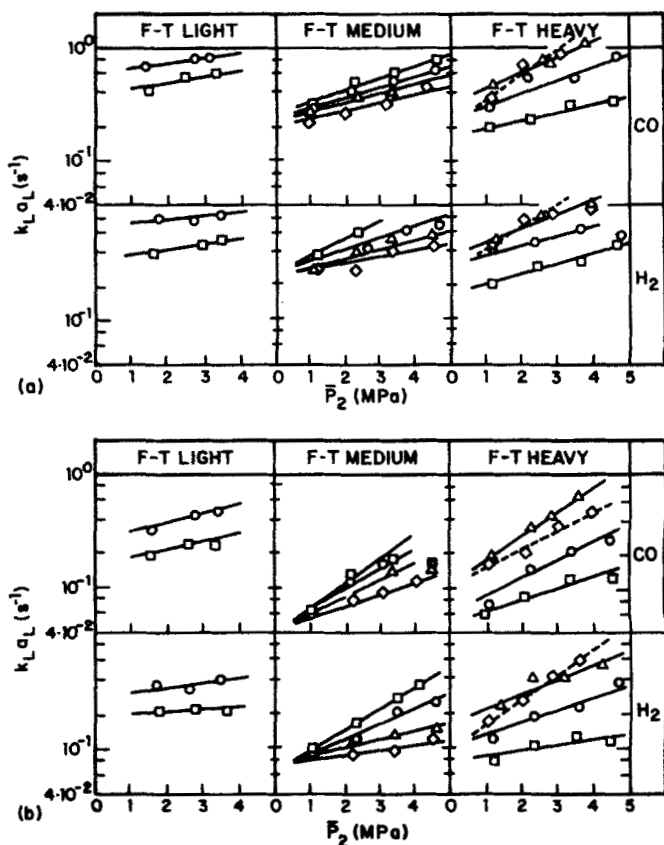 (a)
F-T LIGHT F-T MEDIUM F-T HEAVY
10⁰
10⁻¹
4·10⁻²
10⁻¹
4·10⁻²
k_L a_L (s⁻¹)
CO
H₂
0 1 2 3 4 0 1 2 3 4 0 1 2 3 4 5
P̄₂ (MPa)
(b)
F-T LIGHT F-T MEDIUM F-T HEAVY
10⁰
10⁻¹
4·10⁻²
10⁻¹
4·10⁻²
k_L a_L (s⁻¹)
CO
H₂
0 1 2 3 4 0 1 2 3 4 0 1 2 3 4 5
P̄₂ (MPa)